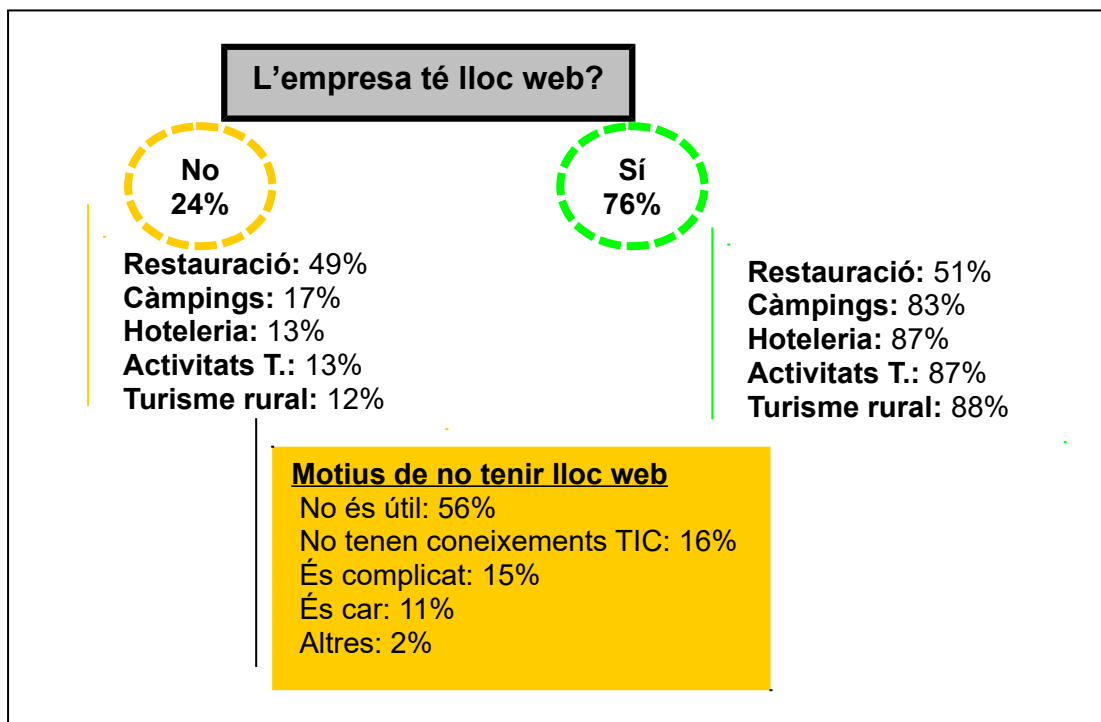 L’empresa té lloc web?
No
24%
Sí
76%
Restauració: 49%
Càmpings: 17%
Hoteleria: 13%
Activitats T.: 13%
Turisme rural: 12%
Restauració: 51%
Càmpings: 83%
Hoteleria: 87%
Activitats T.: 87%
Turisme rural: 88%
Motius de no tenir lloc web
No és útil: 56%
No tenen coneixements TIC: 16%
És complicat: 15%
És car: 11%
Altres: 2%